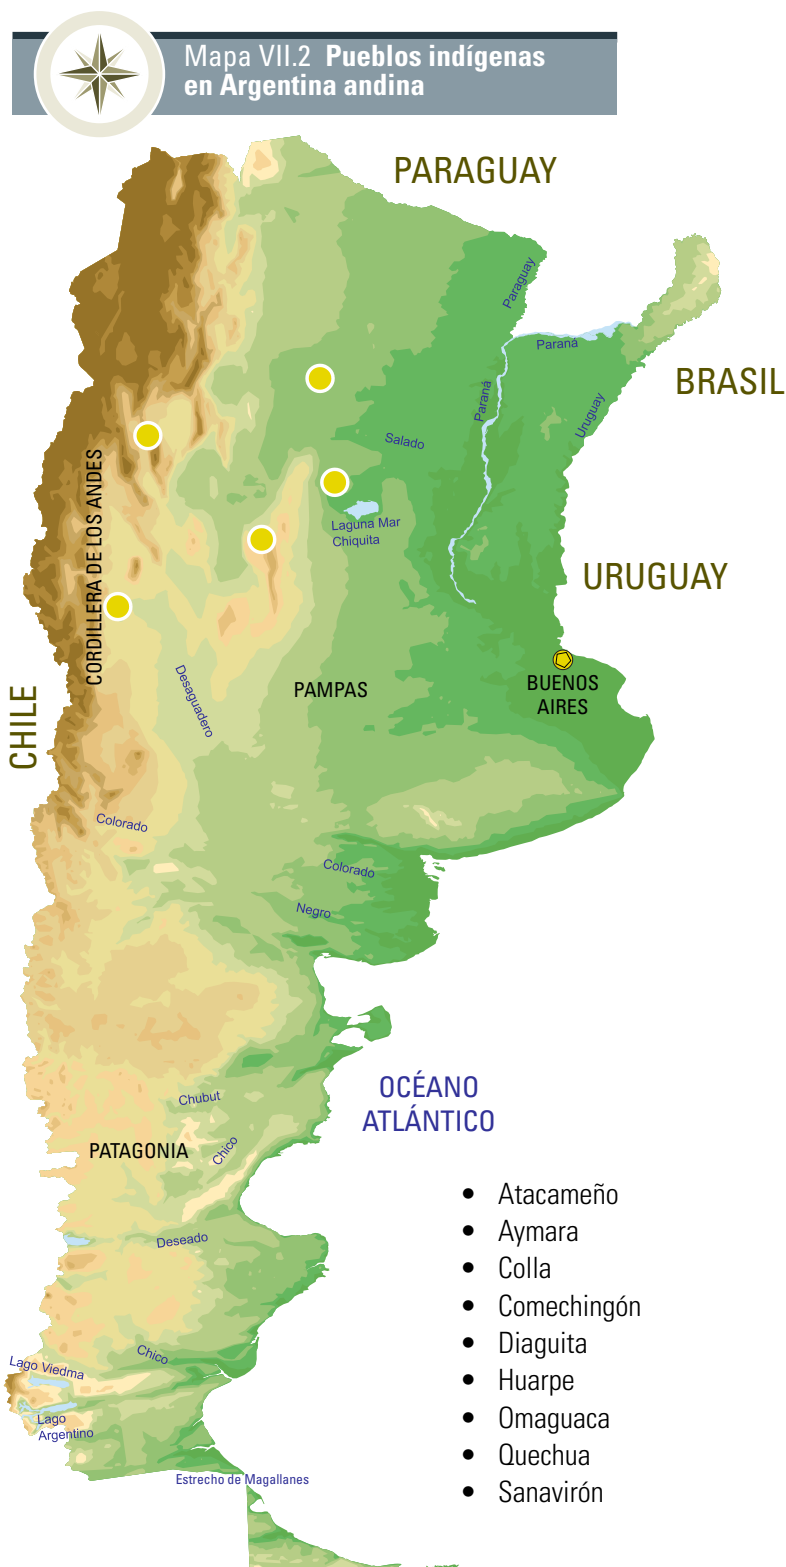 Mapa VII.2 Pueblos indígenas
en Argentina andina
PARAGUAY
Paraguay
Paraná
BRASIL
Paraná
Uruguay
Salado
CORDILLERA DE LOS ANDES
Laguna Mar
Chiquita
URUGUAY
Desaguadero
PAMPAS
BUENOS
AIRES
CHILE
Colorado
Colorado
Negro
OCÉANO
ATLÁNTICO
Chubut
PATAGONIA
Chico
• Atacameño
• Aymara
• Colla
• Comechingón
• Diaguita
• Huarpe
• Omaguaca
• Quechua
• Sanavirón
Deseado
Chico
Lago Viedma
Lago
Argentino
Estrecho de Magallanes